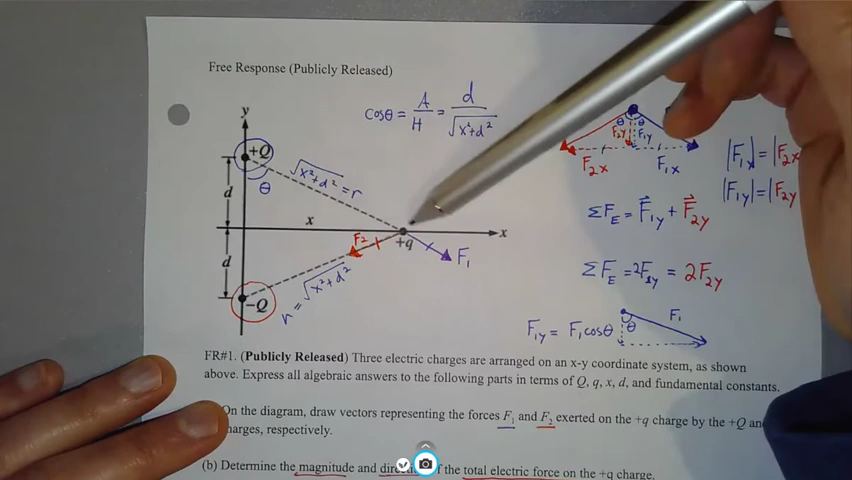 Free Response (Publicly Released)
Cosθ = A/H = d/√x²+d²
y
+Q
θ
√x²+d² = r
d
x
x
F₂
+q
F₁
d
-Q
r = √x²+d²
θ θ
F₂y F₁y
F₂x F₁x
|F₁x| = |F₂x
|F₁y| = |F₂y
ΣF_E = F⃗₁y + F⃗₂y
ΣF_E = 2F₁y = 2F₂y
F₁y = F₁cosθ
θ F₁
FR#1. (Publicly Released) Three electric charges are arranged on an x-y coordinate system, as shown
above. Express all algebraic answers to the following parts in terms of Q, q, x, d, and fundamental constants.
On the diagram, draw vectors representing the forces F₁ and F₂ exerted on the +q charge by the +Q and
charges, respectively.
(b) Determine the magnitude and of the total electric force on the +q charge.